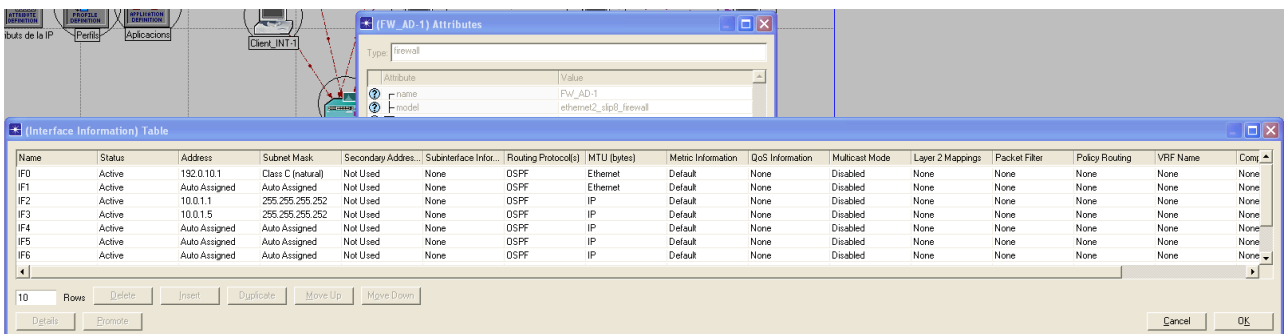 ATTRIBUTE DEFINITION PROFILE DEFINITION APPLICATION DEFINITION
ibuts de la IP Perfils Aplicacions
Client_INT-1
(FW_AD-1) Attributes
Type: firewall
Attribute Value
name FW_AD-1
model ethernet2_slip8_firewall
(Interface Information) Table
Name Status Address Subnet Mask Secondary Addres... Subinterface Infor... Routing Protocol(s) MTU (bytes) Metric Information QoS Information Multicast Mode Layer 2 Mappings Packet Filter Policy Routing VRF Name
IF0 Active 192.0.10.1 Class C (natural) Not Used None OSPF Ethernet Default None Disabled None None None None None
IF1 Active Auto Assigned Auto Assigned Not Used None OSPF Ethernet Default None Disabled None None None None None
IF2 Active 10.0.1.1 255.255.255.252 Not Used None OSPF IP Default None Disabled None None None None None
IF3 Active 10.0.1.5 255.255.255.252 Not Used None OSPF IP Default None Disabled None None None None None
IF4 Active Auto Assigned Auto Assigned Not Used None OSPF IP Default None Disabled None None None None None
IF5 Active Auto Assigned Auto Assigned Not Used None OSPF IP Default None Disabled None None None None None
IF6 Active Auto Assigned Auto Assigned Not Used None OSPF IP Default None Disabled None None None None None
10 Rows Delete Insert Duplicate Move Up Move Down
Details Promote Cancel OK